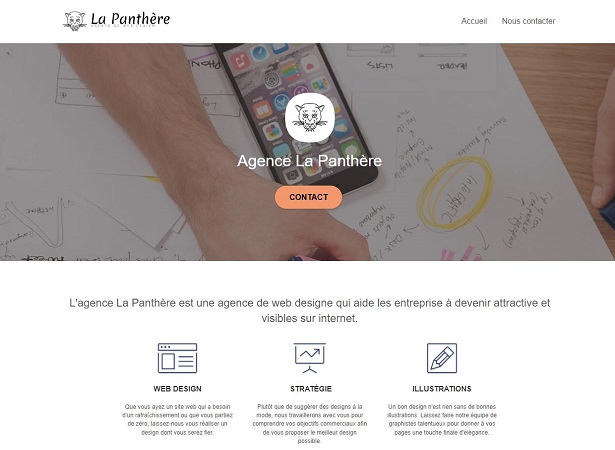 La Panthère
Accueil Nous contacter
Agence La Panthère
CONTACT
L'agence La Panthère est une agence de web designe qui aide les entreprise à devenir attractive et
visibles sur internet.
WEB DESIGN
Que vous ayez un site web qui a besoin
d'un rafraîchissement ou que vous partiez
de zéro, laissez-nous vous réaliser un
design dont vous serez fier.
STRATÉGIE
Plutôt que de suggérer des designs à la
mode, nous travaillerons avec vous pour
comprendre vos objectifs commerciaux afin
de vous proposer le meilleur design
possible.
ILLUSTRATIONS
Un bon design n'est rien sans de bonnes
illustrations. Laissez faire notre équipe de
graphistes talentueux pour donner à vos
pages une touche finale d'élégance.